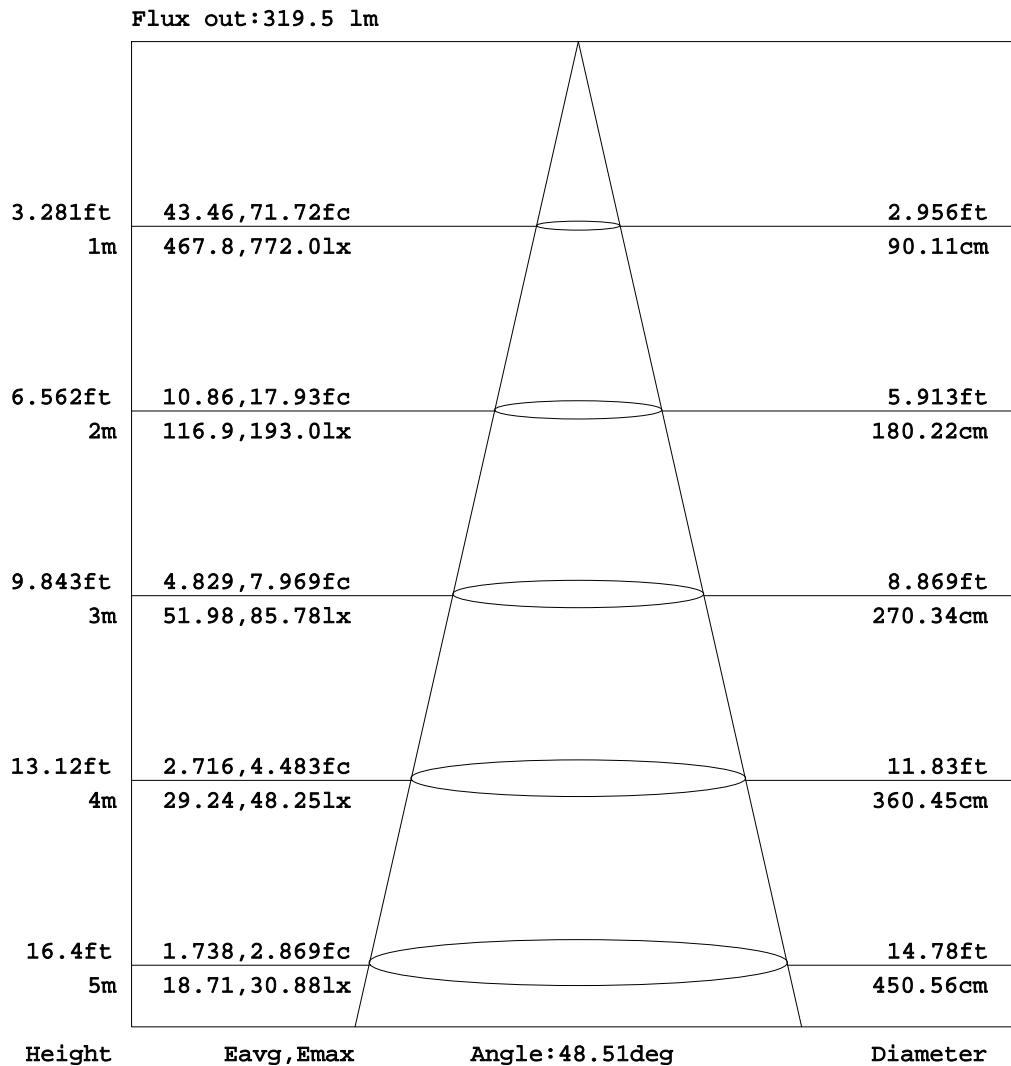 Flux out:319.5 lm
3.281ft 43.46,71.72fc 2.956ft
1m 467.8,772.0lx 90.11cm
6.562ft 10.86,17.93fc 5.913ft
2m 116.9,193.0lx 180.22cm
9.843ft 4.829,7.969fc 8.869ft
3m 51.98,85.78lx 270.34cm
13.12ft 2.716,4.483fc 11.83ft
4m 29.24,48.25lx 360.45cm
16.4ft 1.738,2.869fc 14.78ft
5m 18.71,30.88lx 450.56cm
Height Eavg,Emax Angle:48.51deg Diameter